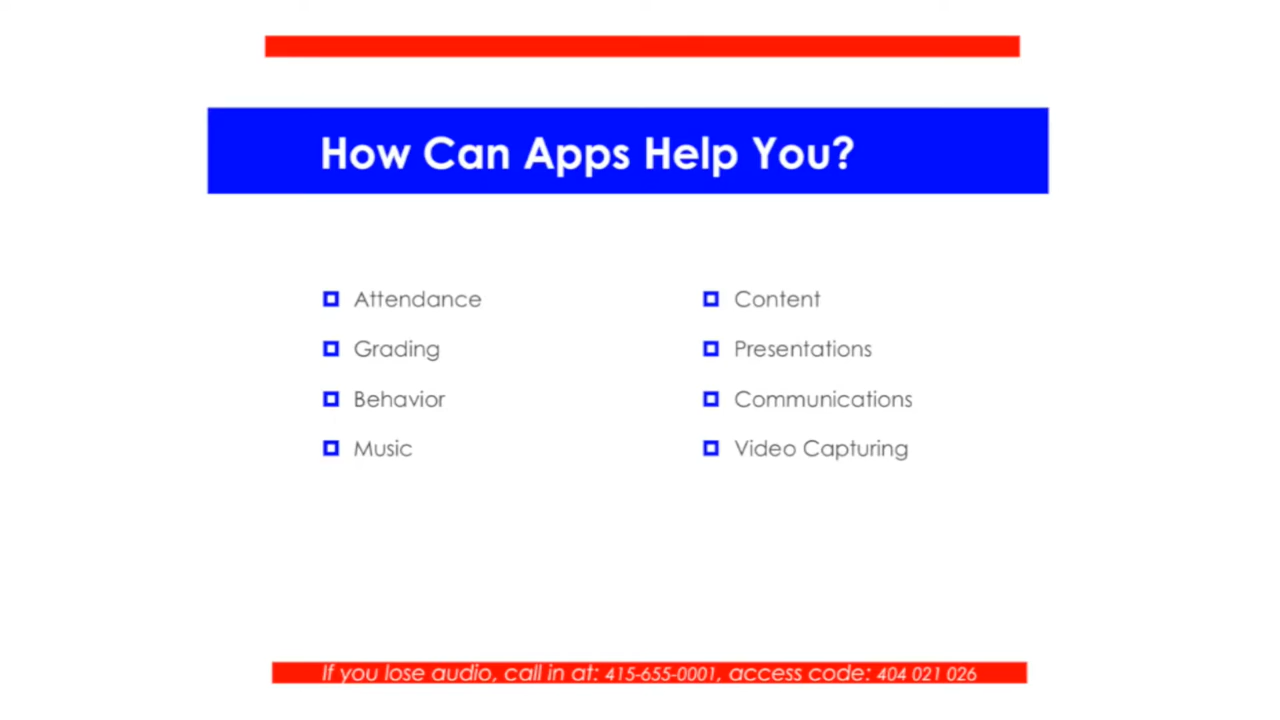 How Can Apps Help You?
Attendance
Grading
Behavior
Music
Content
Presentations
Communications
Video Capturing
If you lose audio, call in at: 415-655-0001, access code: 404 021 026